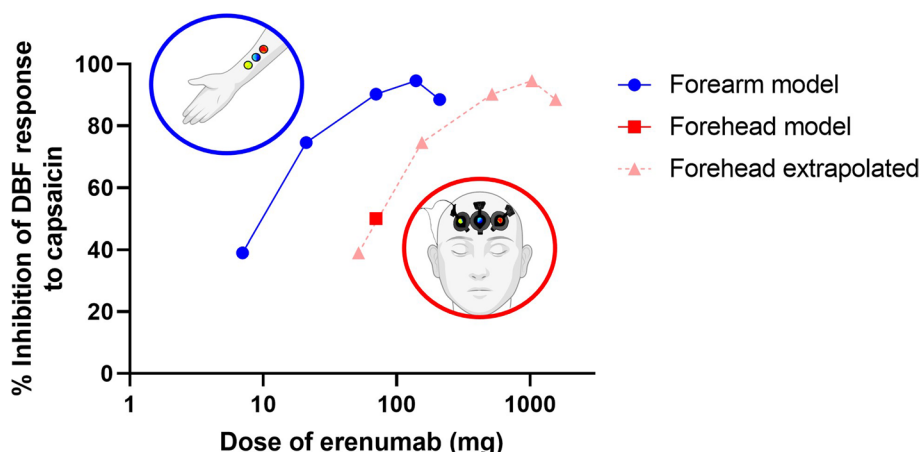 % Inhibition of DBF response
to capsaicin
100
80
60
40
20
0
1
10
100
1000
Dose of erenumab (mg)
Forearm model
Forehead model
Forehead extrapolated